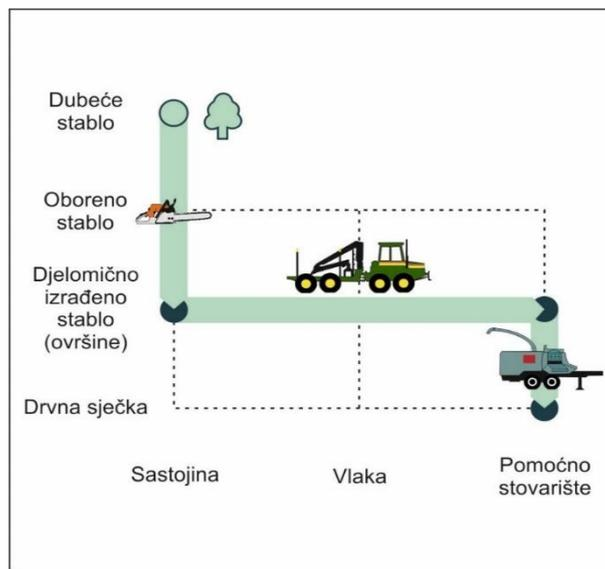 Dubeće
stablo
Oboreno
stablo
Djelomično
izrađeno
stablo
(ovršine)
Drvna sječka
Sastojina
Vlaka
Pomoćno
stovarište